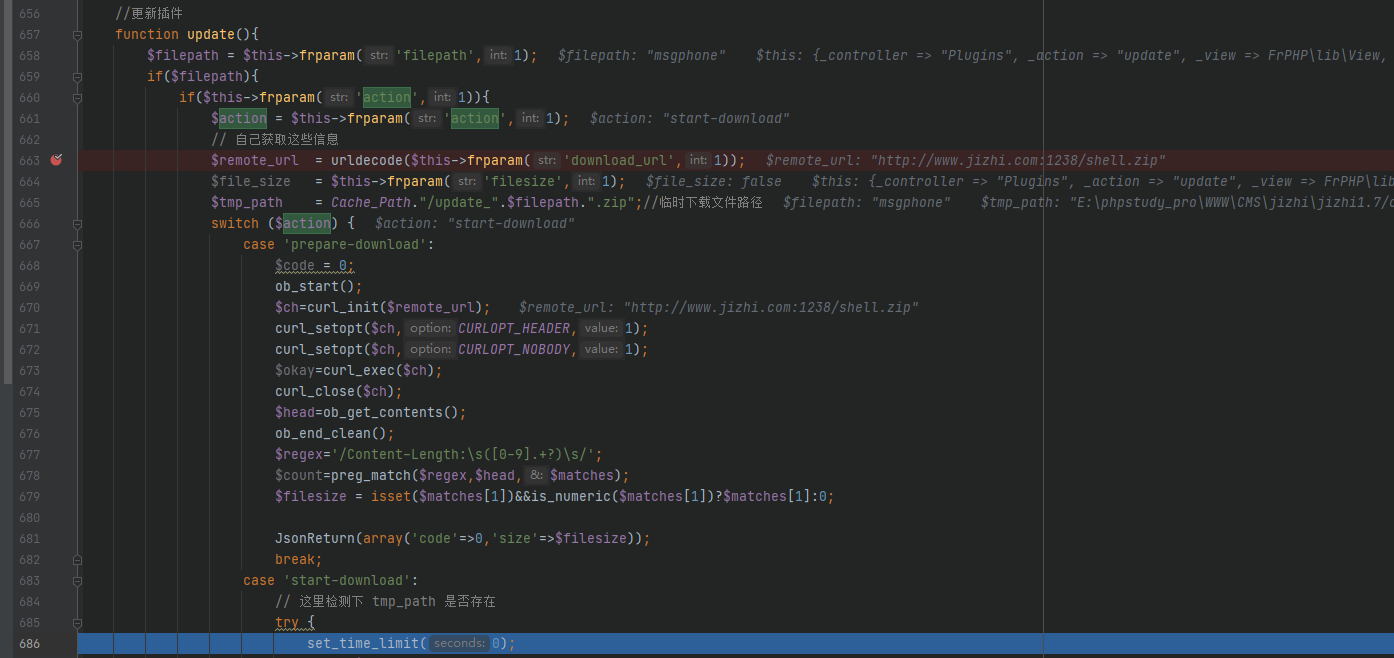 656 //更新插件
657 function update(){
658 $filepath = $this->frparam( str: 'filepath', int: 1); $filepath: "msgphone" $this: {_controller => "Plugins", _action => "update", _view => FrPHP\lib\View,
659 if($filepath){
660 if($this->frparam( str: 'action', int: 1)){
661 $action = $this->frparam( str: 'action', int: 1); $action: "start-download"
662 // 自己获取这些信息
663 $remote_url = urldecode($this->frparam( str: 'download_url', int: 1)); $remote_url: "http://www.jizhi.com:1238/shell.zip"
664 $file_size = $this->frparam( str: 'filesize', int: 1); $file_size: false $this: {_controller => "Plugins", _action => "update", _view => FrPHP\lib
665 $tmp_path = Cache_Path."/update_".$filepath.".zip";//临时下载文件路径 $filepath: "msgphone" $tmp_path: "E:\phpstudy_pro\WWW\CMS\jizhi\jizhi1.7/c
666 switch ($action) { $action: "start-download"
667 case 'prepare-download':
668 $code = 0;
669 ob_start();
670 $ch=curl_init($remote_url); $remote_url: "http://www.jizhi.com:1238/shell.zip"
671 curl_setopt($ch, option: CURLOPT_HEADER, value: 1);
672 curl_setopt($ch, option: CURLOPT_NOBODY, value: 1);
673 $okay=curl_exec($ch);
674 curl_close($ch);
675 $head=ob_get_contents();
676 ob_end_clean();
677 $regex='/Content-Length:\s([0-9].+?)\s/';
678 $count=preg_match($regex,$head, &: $matches);
679 $filesize = isset($matches[1])&&is_numeric($matches[1])?$matches[1]:0;
680
681 JsonReturn(array('code'=>0,'size'=>$filesize));
682 break;
683 case 'start-download':
684 // 这里检测下 tmp_path 是否存在
685 try {
686 set_time_limit( seconds: 0);